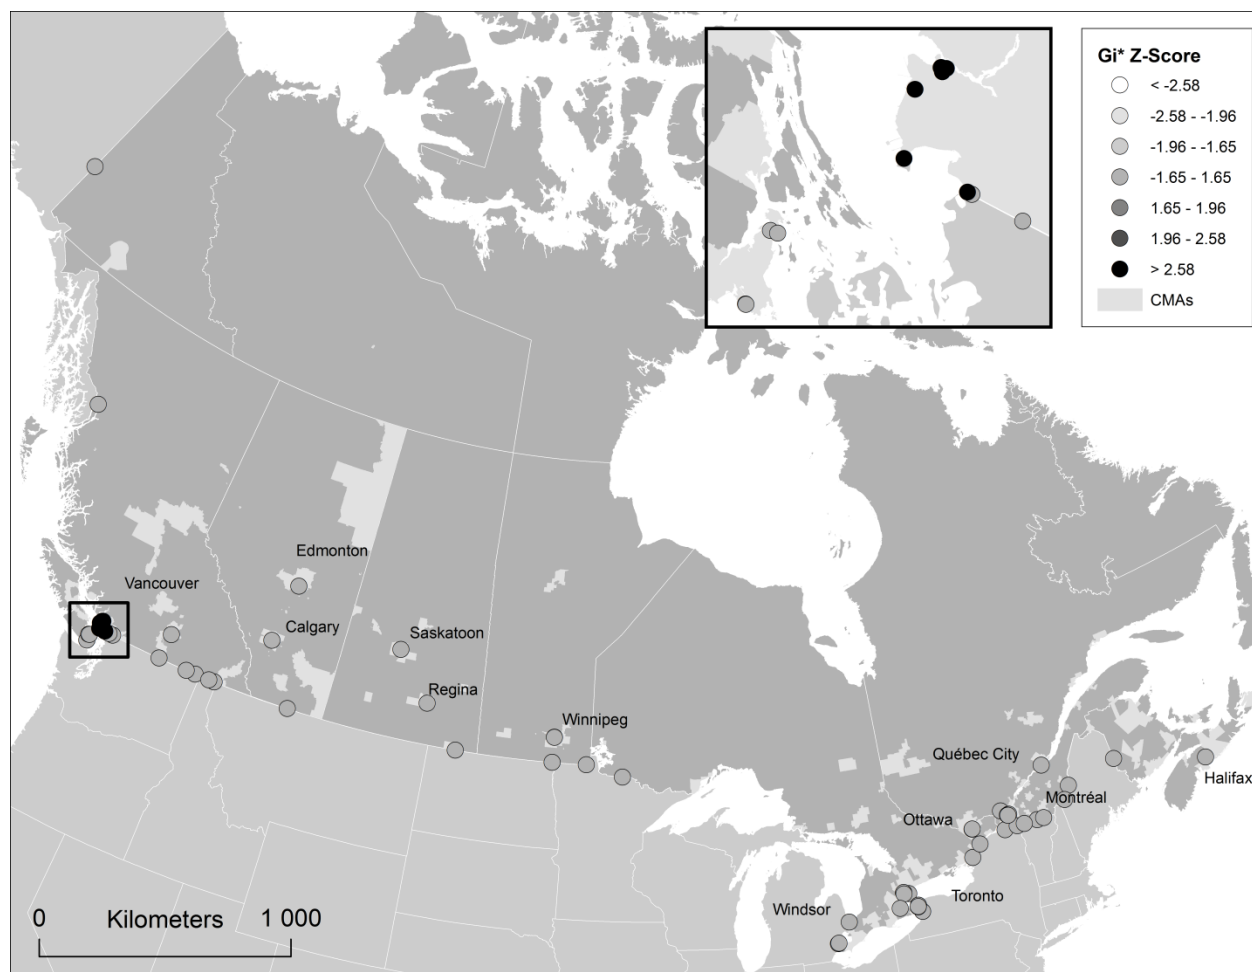 Gi* Z-Score
< -2.58
-2.58 - -1.96
-1.96 - -1.65
-1.65 - 1.65
1.65 - 1.96
1.96 - 2.58
> 2.58
CMAs
Edmonton
Vancouver
Calgary
Saskatoon
Regina
Winnipeg
Québec City
Halifax
Montréal
Ottawa
Toronto
Windsor
0 Kilometers 1 000